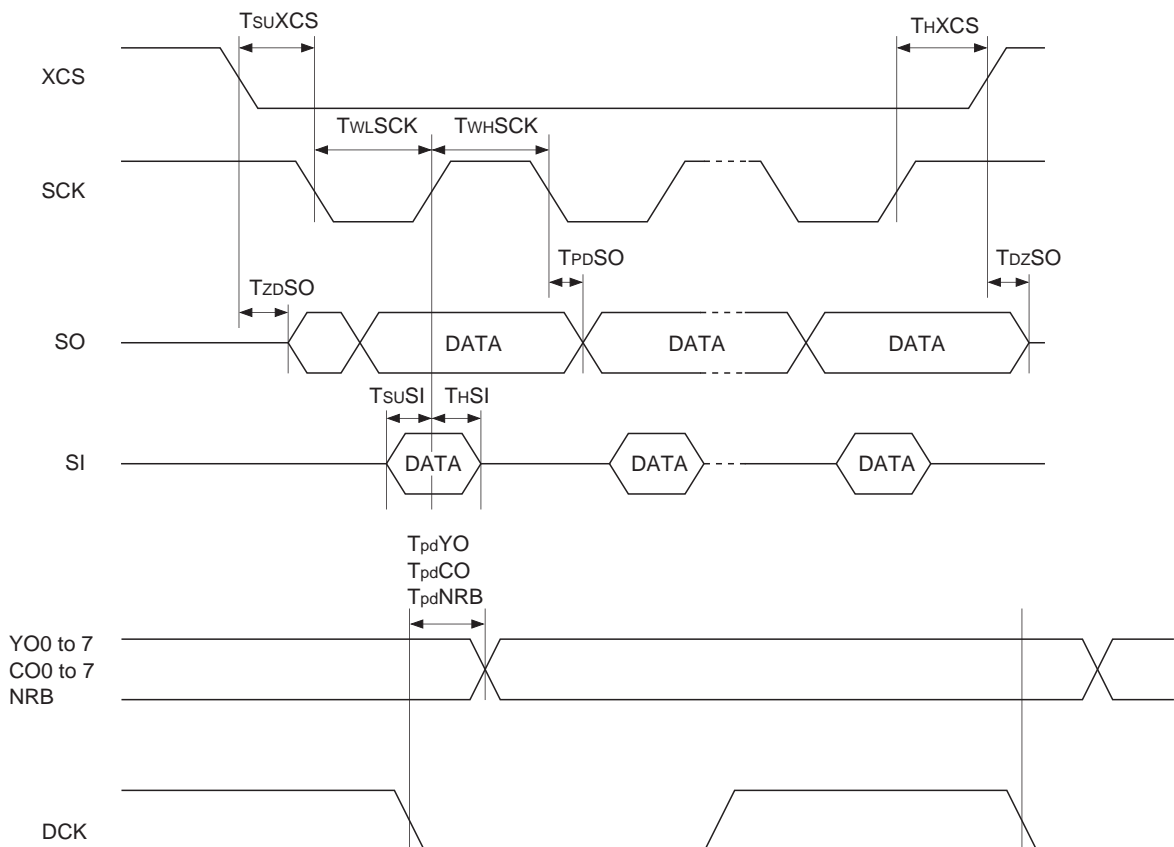 TSUXCS
THXCS
XCS
TWLSCK
TWHSCK
SCK
TPDSO
TDZSO
TZDSO
SO
DATA
DATA
DATA
TSUSI
THSI
SI
DATA
DATA
DATA
TpdYO
TpdCO
TpdNRB
YO0 to 7
CO0 to 7
NRB
DCK